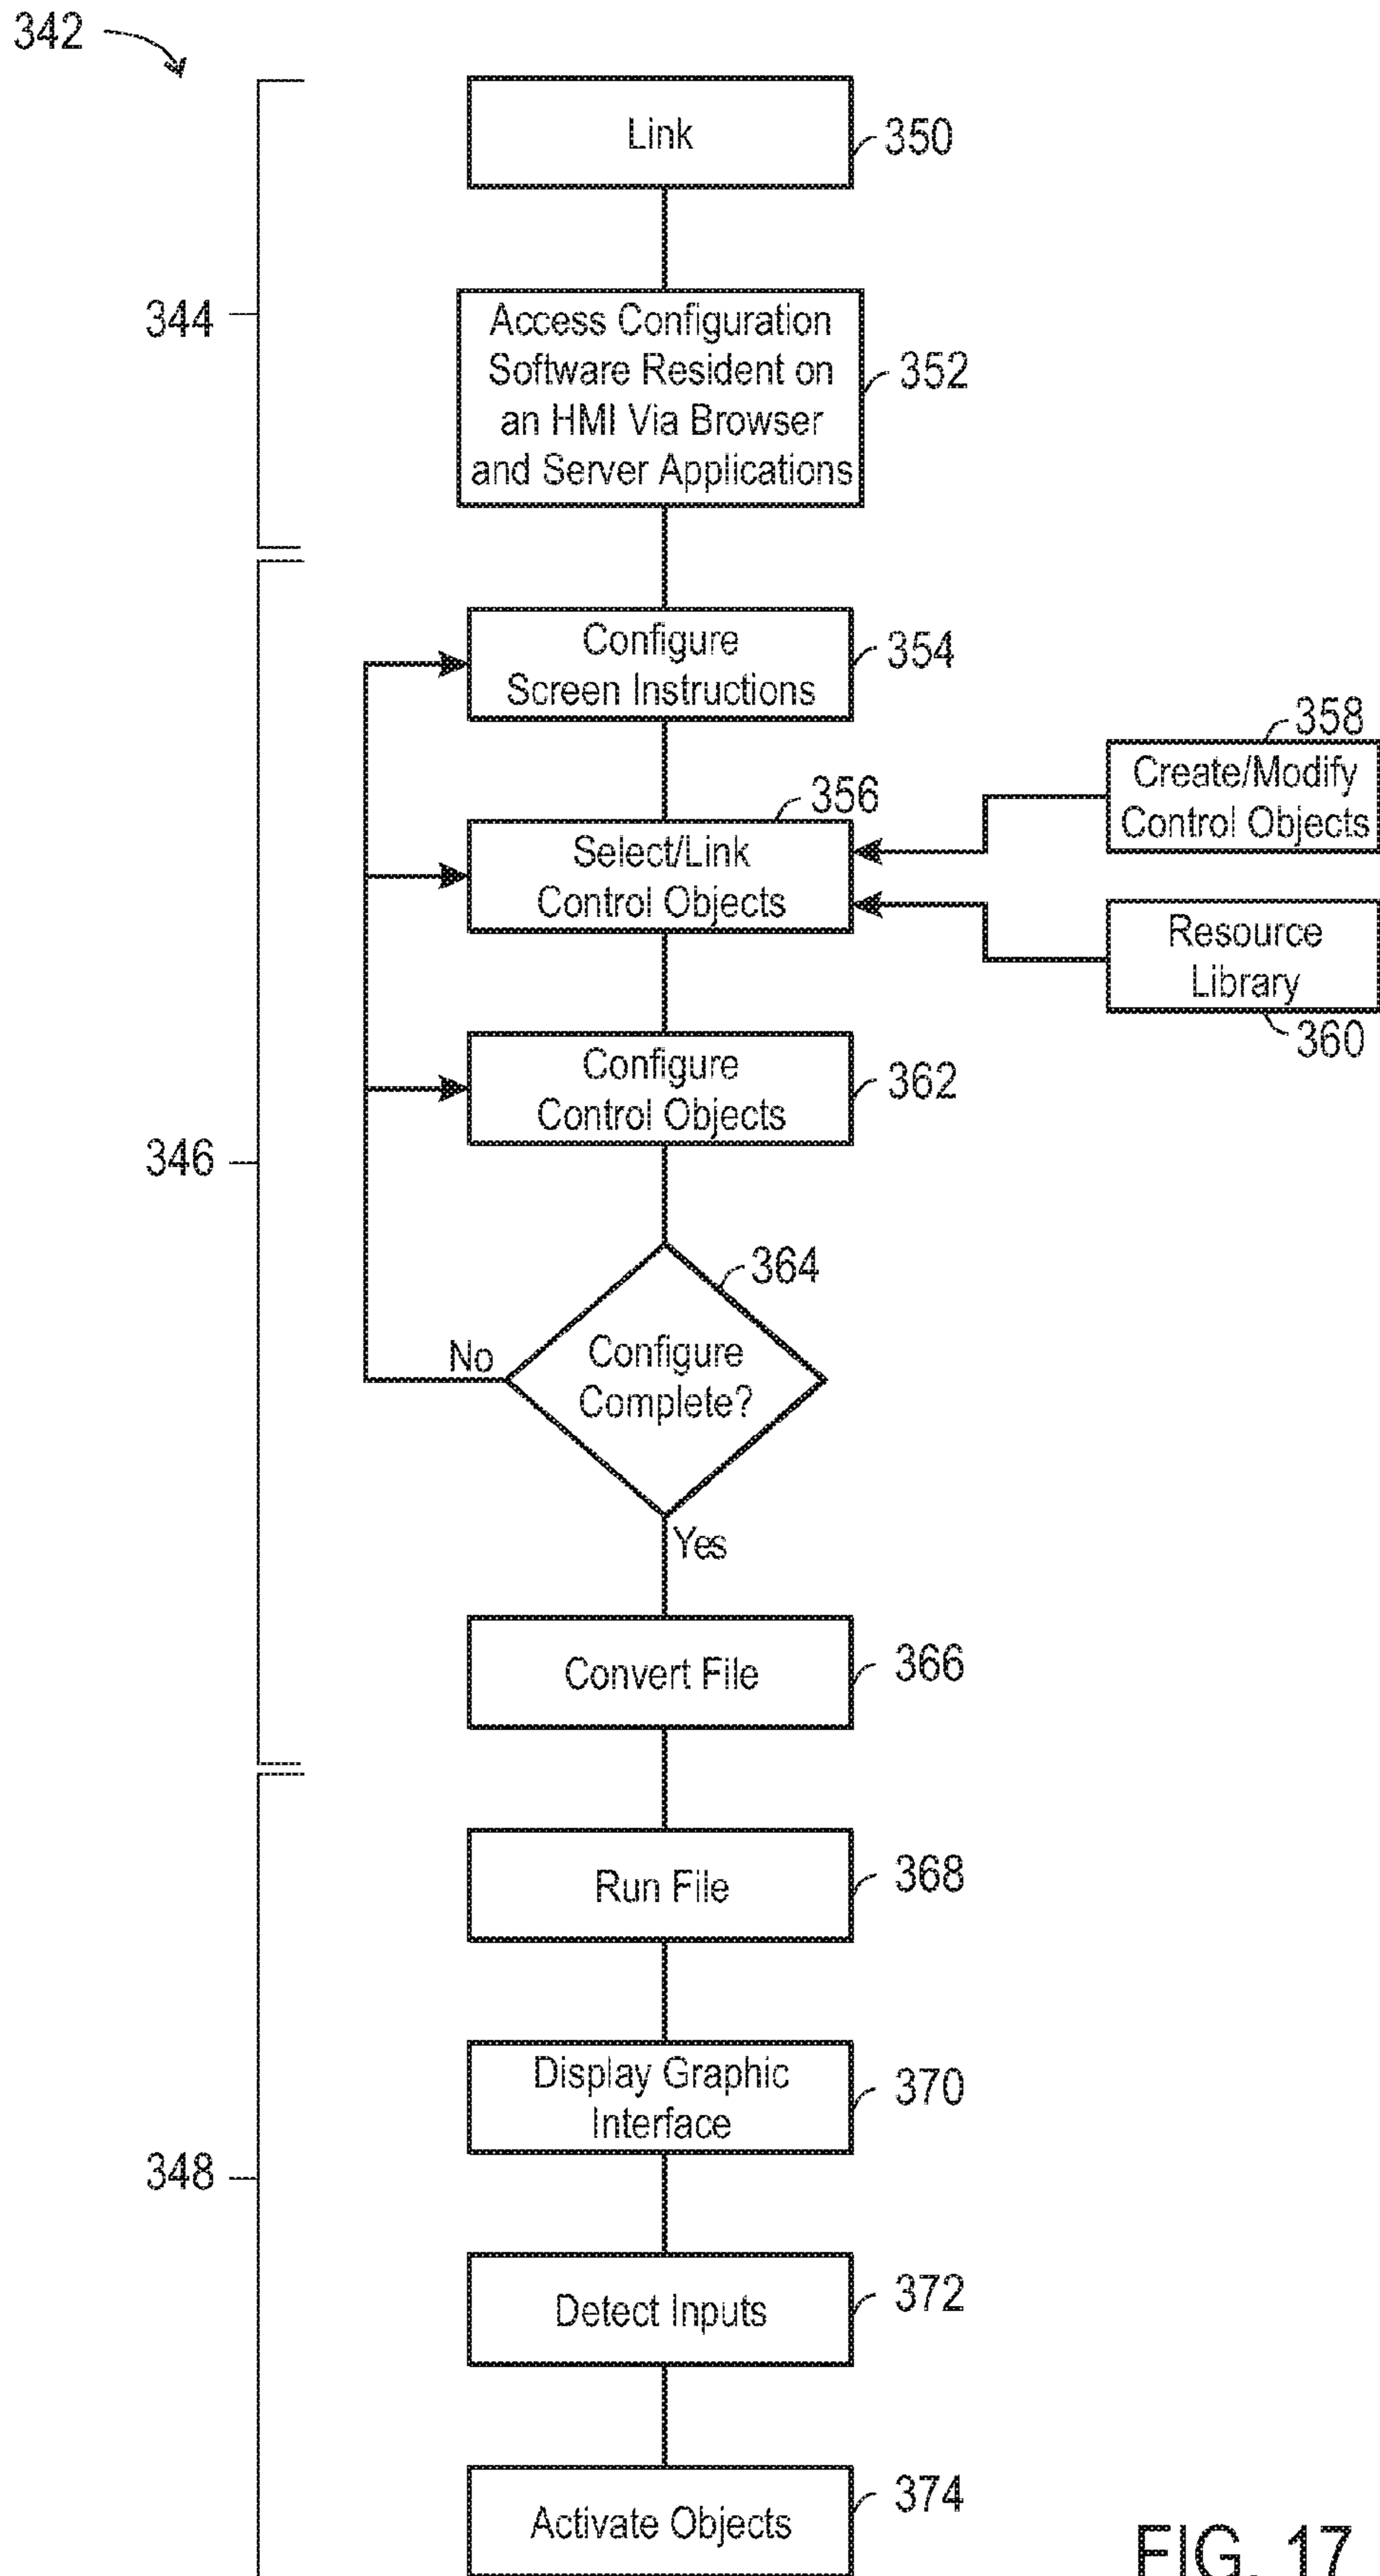 342
Link
350
344
Access Configuration
Software Resident on
an HMI Via Browser
and Server Applications
352
Configure
Screen Instructions
354
358
Create/Modify
Control Objects
356
Select/Link
Control Objects
Resource
Library
360
Configure
Control Objects
362
346
364
Configure
Complete?
No
Yes
Convert File
366
Run File
368
Display Graphic
Interface
370
348
Detect Inputs
372
Activate Objects
374
FIG. 17